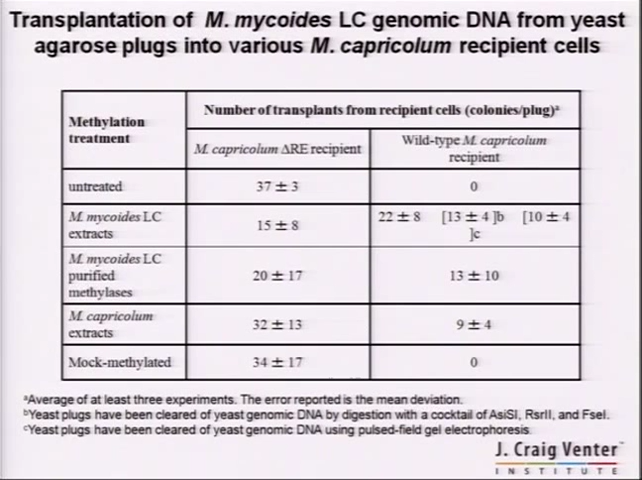 Transplantation of M. mycoides LC genomic DNA from yeast
agarose plugs into various M. capricolum recipient cells
Methylation
treatment
Number of transplants from recipient cells (colonies/plug)ᵃ
M. capricolum ΔRE recipient
Wild-type M. capricolum
recipient
untreated
37 ± 3
0
M. mycoides LC
extracts
15 ± 8
22 ± 8 [13 ± 4 ]b [10 ± 4
]c
M. mycoides LC
purified
methylases
20 ± 17
13 ± 10
M. capricolum
extracts
32 ± 13
9 ± 4
Mock-methylated
34 ± 17
0
ᵃAverage of at least three experiments. The error reported is the mean deviation.
ᵇYeast plugs have been cleared of yeast genomic DNA by digestion with a cocktail of AsiSI, RsrII, and FseI.
ᶜYeast plugs have been cleared of yeast genomic DNA using pulsed-field gel electrophoresis.
J. Craig Venter™
INSTITUTE